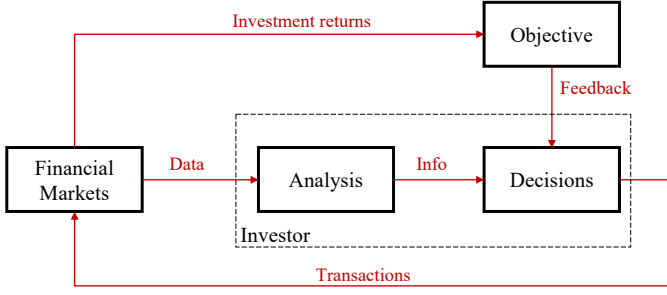 Investment returns
Objective
Feedback
Financial
Markets
Data
Analysis
Info
Decisions
Investor
Transactions